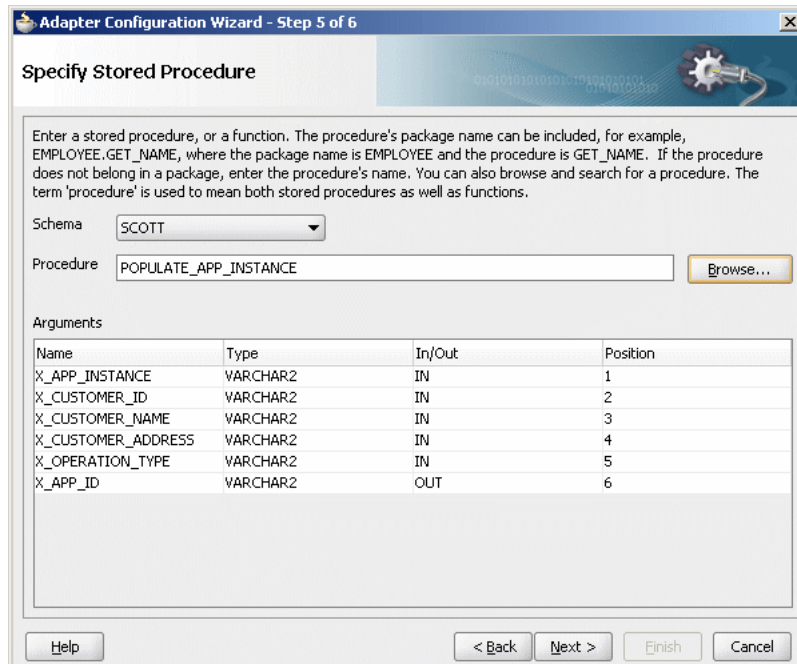 Adapter Configuration Wizard - Step 5 of 6
Specify Stored Procedure
Enter a stored procedure, or a function. The procedure's package name can be included, for example,
EMPLOYEE.GET_NAME, where the package name is EMPLOYEE and the procedure is GET_NAME. If the procedure
does not belong in a package, enter the procedure's name. You can also browse and search for a procedure. The
term 'procedure' is used to mean both stored procedures as well as functions.
Schema SCOTT
Procedure POPULATE_APP_INSTANCE Browse...
Arguments
Name Type In/Out Position
X_APP_INSTANCE VARCHAR2 IN 1
X_CUSTOMER_ID VARCHAR2 IN 2
X_CUSTOMER_NAME VARCHAR2 IN 3
X_CUSTOMER_ADDRESS VARCHAR2 IN 4
X_OPERATION_TYPE VARCHAR2 IN 5
X_APP_ID VARCHAR2 OUT 6
Help < Back Next > Finish Cancel